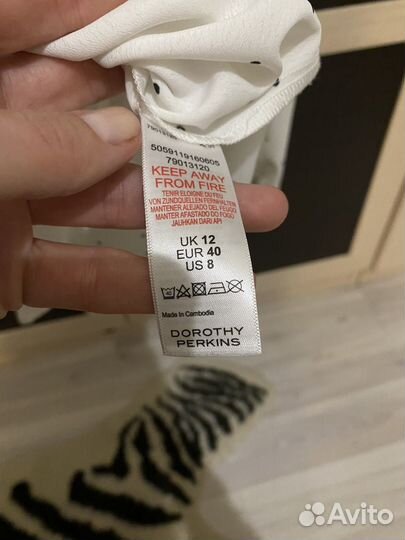 5059119160605
79013120
KEEP AWAY
FROM FIRE
TENIR ELOIGNE DU FEU
VON ZUNDQUELLEN FERNHALTEN
MANTENER ALEJADO DEL FUEGO
MANTER AFASTADO DO FOGO
JAUHKAN DARI API
UK 12
EUR 40
US 8
Made In Cambodia
DOROTHY
PERKINS
Avito